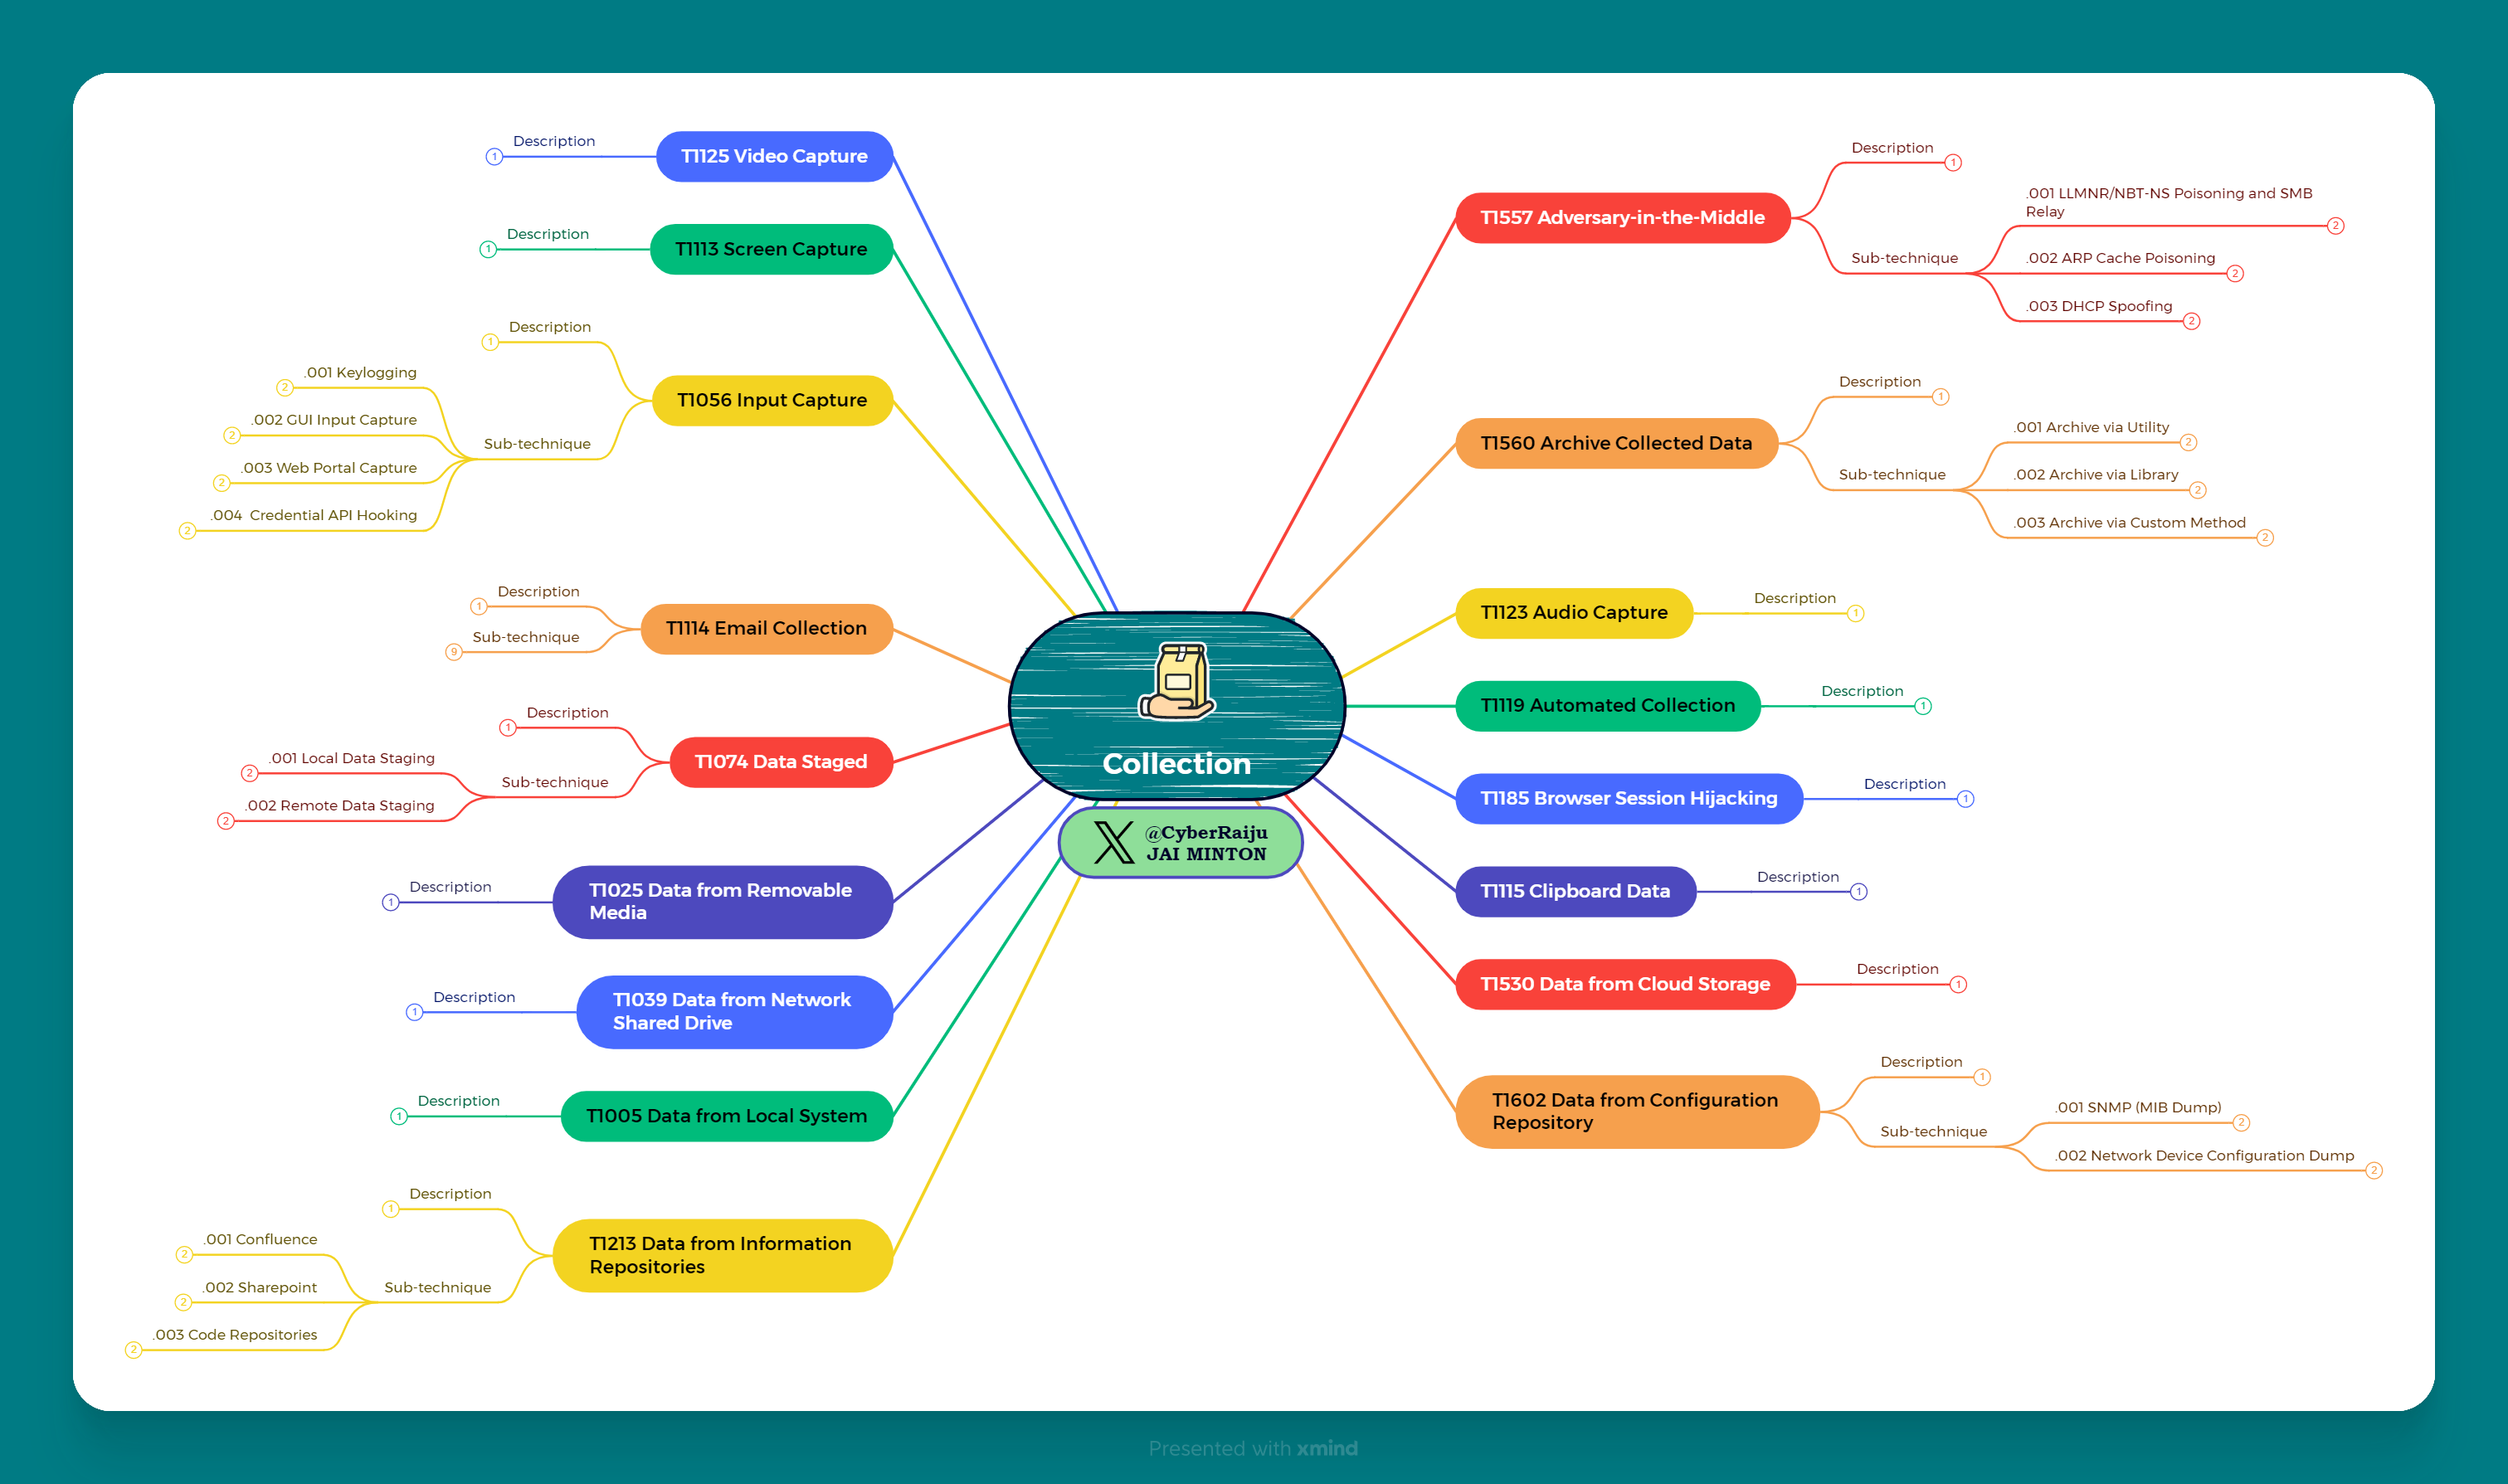 Collection
@CyberRaiju
JAI MINTON
T1557 Adversary-in-the-Middle
Description
1
Sub-technique
.001 LLMNR/NBT-NS Poisoning and SMB
Relay
2
.002 ARP Cache Poisoning
2
.003 DHCP Spoofing
2
T1560 Archive Collected Data
Description
1
Sub-technique
.001 Archive via Utility
2
.002 Archive via Library
2
.003 Archive via Custom Method
2
T1123 Audio Capture
Description
1
T1119 Automated Collection
Description
1
T1185 Browser Session Hijacking
Description
1
T1115 Clipboard Data
Description
1
T1530 Data from Cloud Storage
Description
1
T1602 Data from Configuration
Repository
Description
1
Sub-technique
.001 SNMP (MIB Dump)
2
.002 Network Device Configuration Dump
2
T1125 Video Capture
Description
1
T1113 Screen Capture
Description
1
T1056 Input Capture
Description
1
Sub-technique
.001 Keylogging
2
.002 GUI Input Capture
2
.003 Web Portal Capture
2
.004  Credential API Hooking
2
T1114 Email Collection
Description
1
Sub-technique
9
T1074 Data Staged
Description
1
Sub-technique
.001 Local Data Staging
2
.002 Remote Data Staging
2
T1025 Data from Removable
Media
Description
1
T1039 Data from Network
Shared Drive
Description
1
T1005 Data from Local System
Description
1
T1213 Data from Information
Repositories
Description
1
Sub-technique
.001 Confluence
2
.002 Sharepoint
2
.003 Code Repositories
2
Presented with xmind